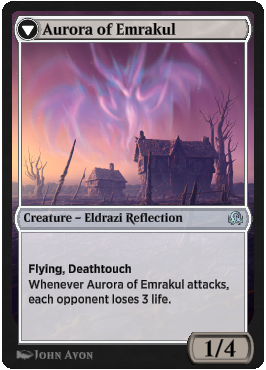 Aurora of Emrakul
Creature – Eldrazi Reflection
Flying, Deathtouch
Whenever Aurora of Emrakul attacks,
each opponent loses 3 life.
1/4
John Avon